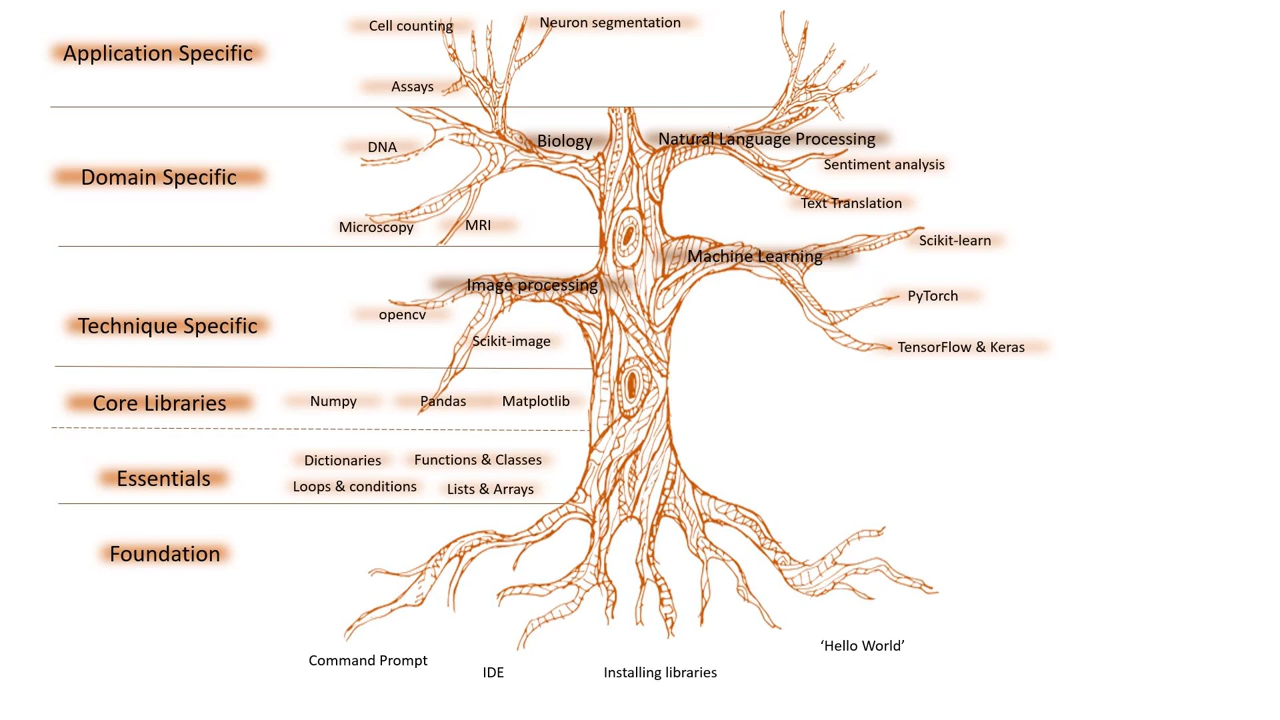 Cell counting
Neuron segmentation
Application Specific
Assays
Biology
Natural Language Processing
DNA
Sentiment analysis
Domain Specific
Text Translation
Microscopy
MRI
Scikit-learn
Machine Learning
Image processing
PyTorch
opencv
Technique Specific
Scikit-image
TensorFlow & Keras
Core Libraries
Numpy
Pandas
Matplotlib
Dictionaries
Functions & Classes
Essentials
Loops & conditions
Lists & Arrays
Foundation
‘Hello World’
Command Prompt
IDE
Installing libraries